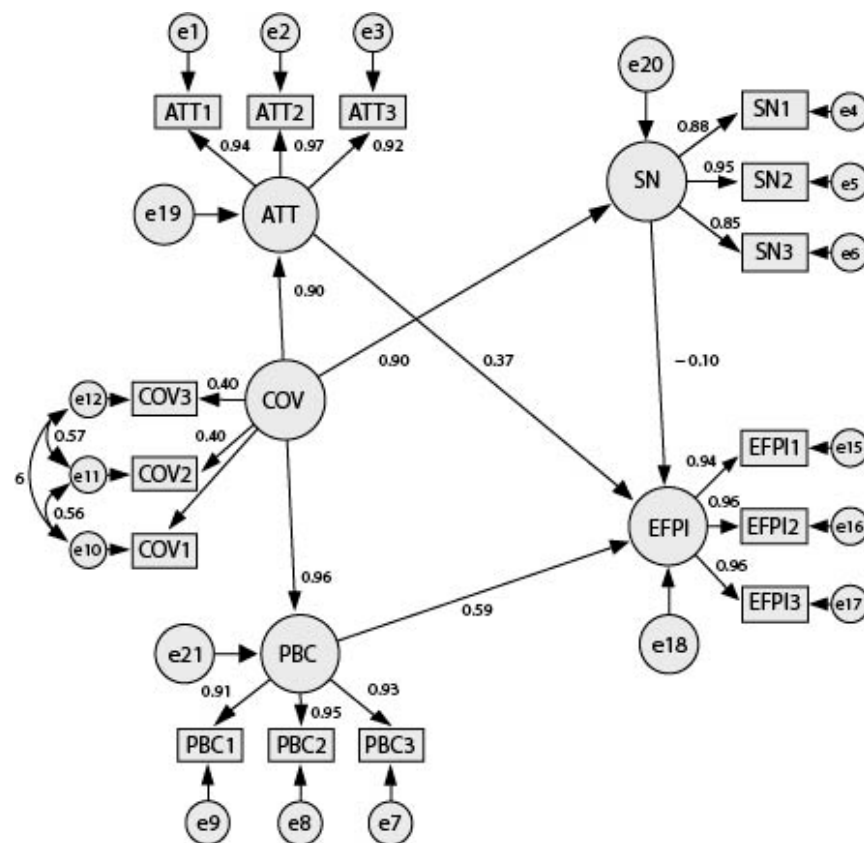 e1 e2 e3
e20
ATT1 ATT2 ATT3
SN1 e4
0.94 0.97 0.92
0.88
e19 ATT
SN 0.95 SN2 e5
0.85
SN3 e6
0.90
0.90 0.37 −0.10
e12 COV3 0.40 COV
0.57
0.40
e11 COV2
6
0.56
e10 COV1
EFPI1 e15
0.94
EFPI 0.96 EFPI2 e16
0.96
EFPI3 e17
0.96
0.59
e18
e21 PBC
0.91 0.95 0.93
PBC1 PBC2 PBC3
e9 e8 e7